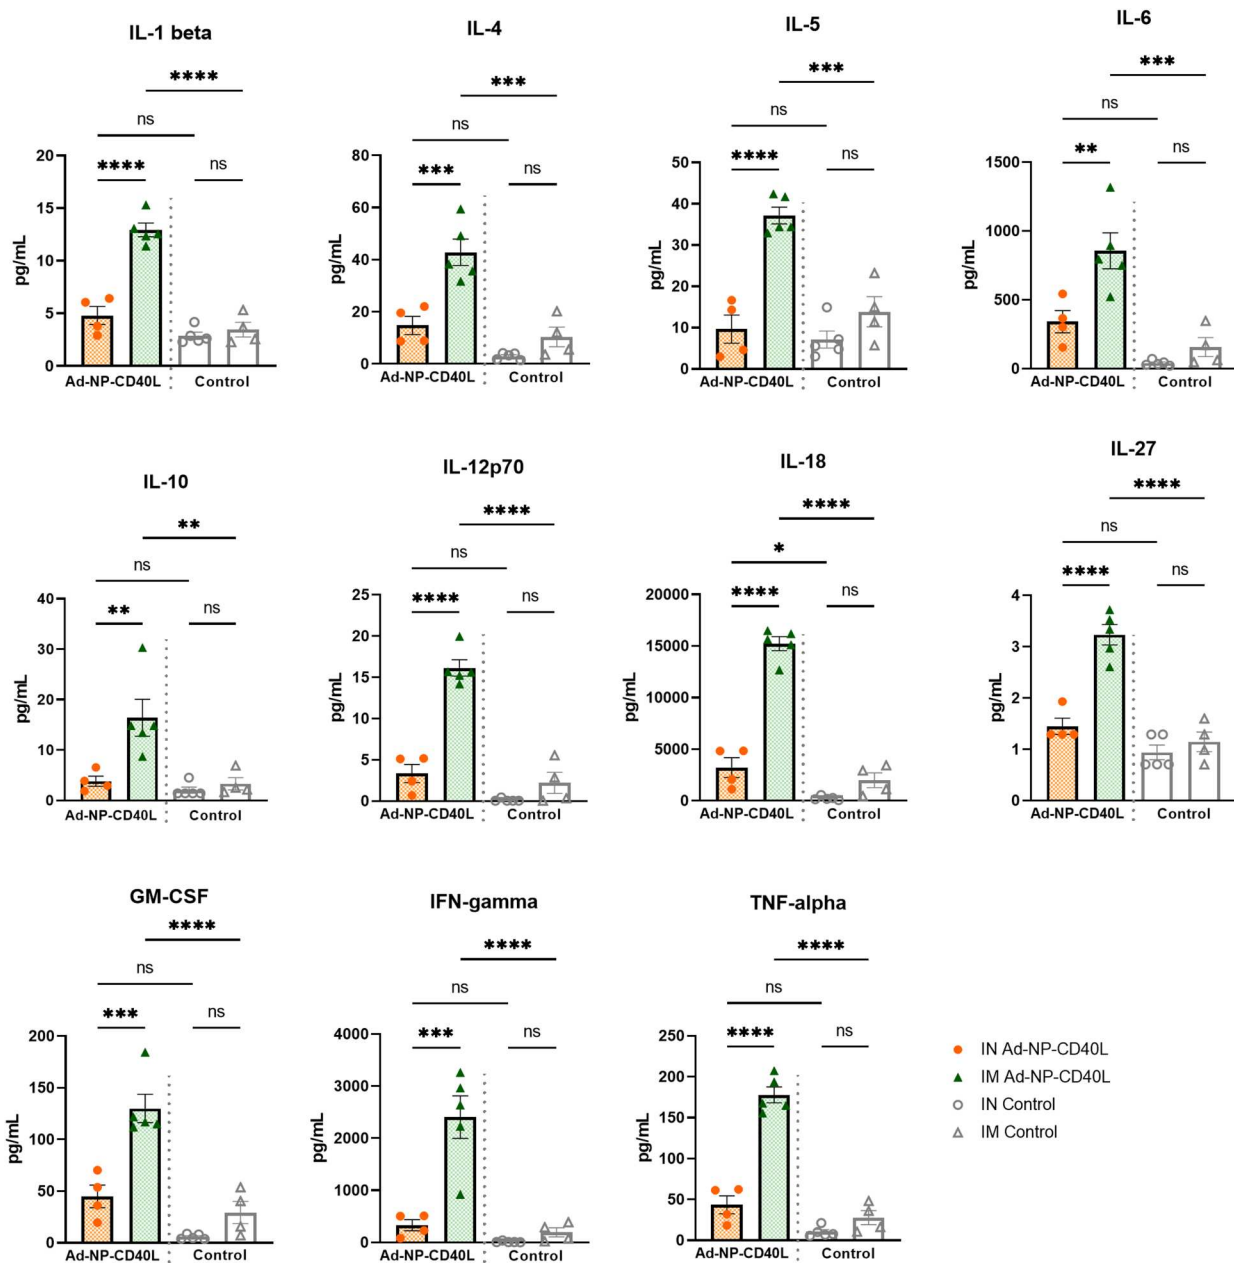 IL-1 beta
****
ns
****
ns
20
15
10
5
0
pg/mL
Ad-NP-CD40L Control
IL-4
***
ns
***
ns
80
60
40
20
0
pg/mL
Ad-NP-CD40L Control
IL-5
***
ns
****
ns
50
40
30
20
10
0
pg/mL
Ad-NP-CD40L Control
IL-6
***
ns
**
ns
1500
1000
500
0
pg/mL
Ad-NP-CD40L Control
IL-10
**
ns
**
ns
40
30
20
10
0
pg/mL
Ad-NP-CD40L Control
IL-12p70
****
ns
****
ns
25
20
15
10
5
0
pg/mL
Ad-NP-CD40L Control
IL-18
****
*
****
ns
20000
15000
10000
5000
0
pg/mL
Ad-NP-CD40L Control
IL-27
****
ns
****
ns
4
3
2
1
0
pg/mL
Ad-NP-CD40L Control
GM-CSF
****
ns
***
ns
200
150
100
50
0
pg/mL
Ad-NP-CD40L Control
IFN-gamma
****
ns
***
ns
4000
3000
2000
1000
0
pg/mL
Ad-NP-CD40L Control
TNF-alpha
****
ns
****
ns
250
200
150
100
50
0
pg/mL
Ad-NP-CD40L Control
IN Ad-NP-CD40L
IM Ad-NP-CD40L
IN Control
IM Control